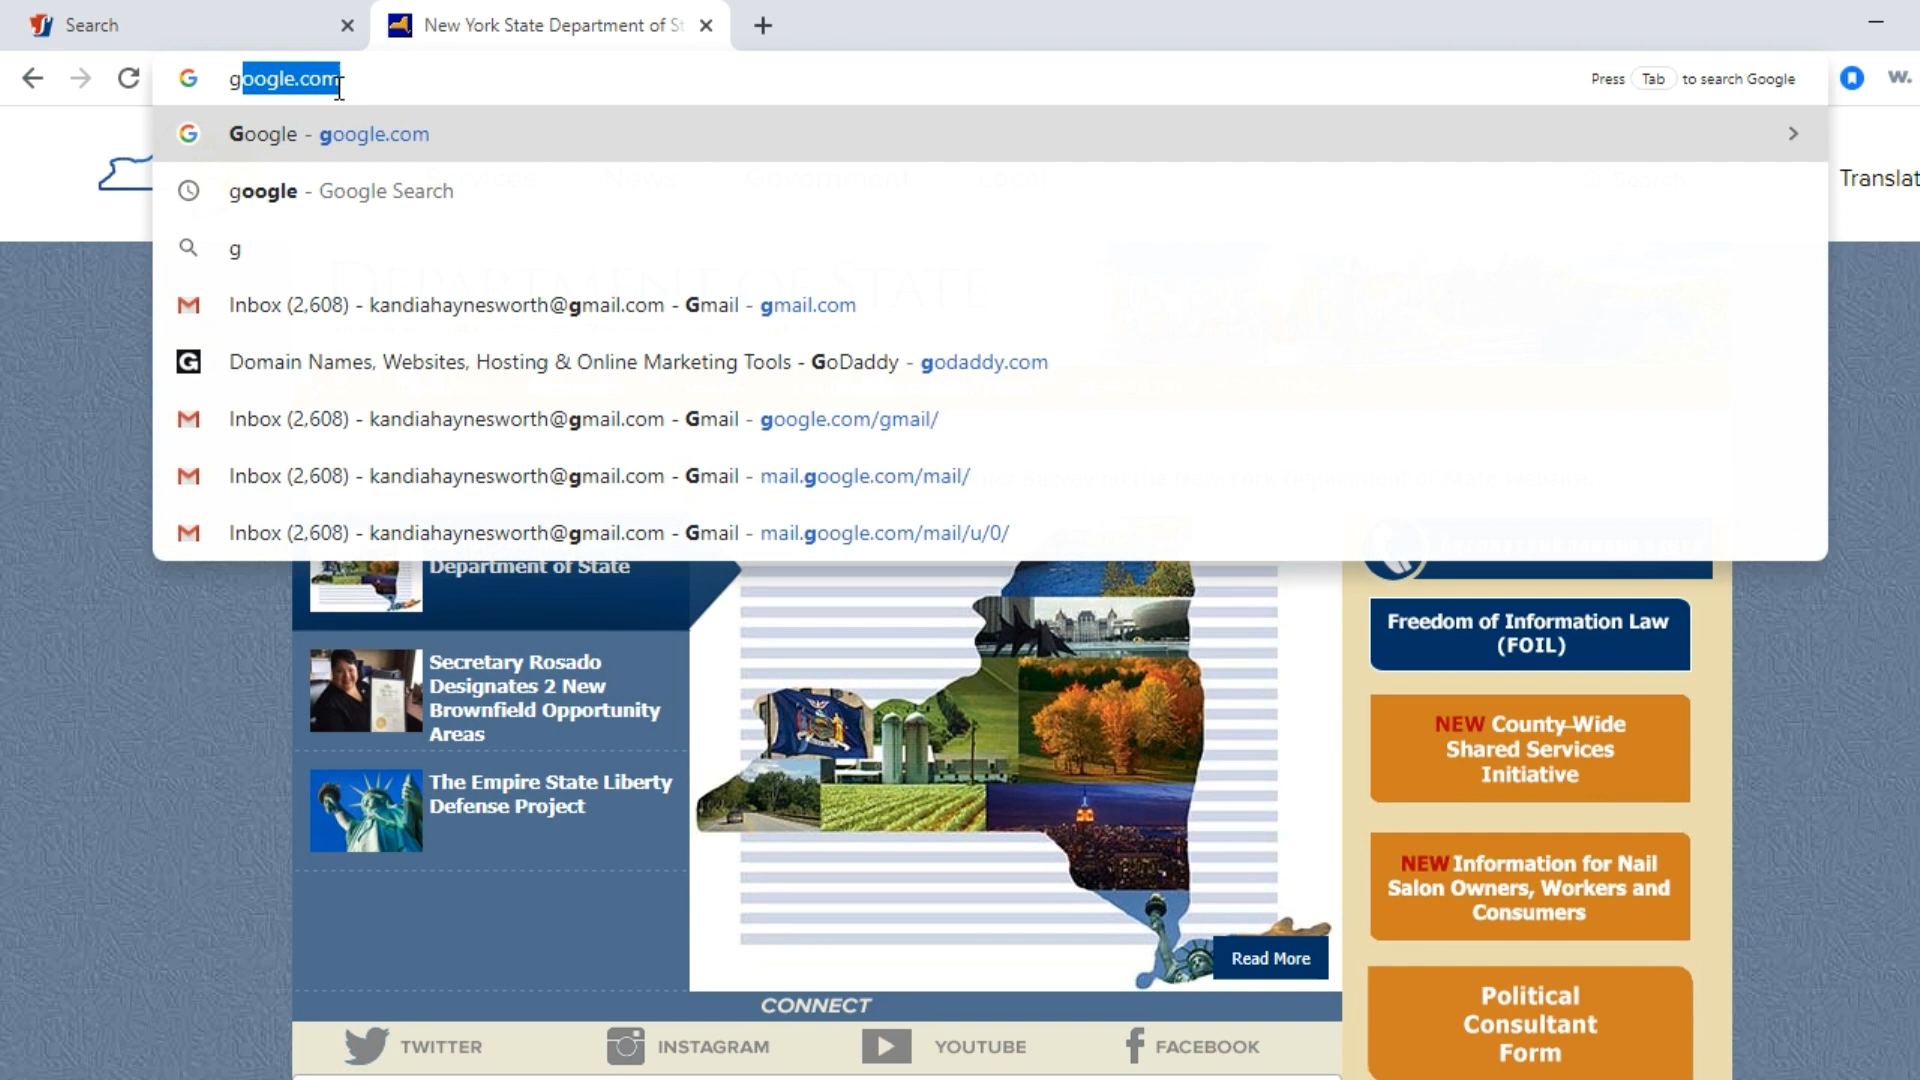 Search
New York State Department of St
google.com
Press Tab to search Google
W.
Google - google.com
google - Google Search
g
Inbox (2,608) - kandiahaynesworth@gmail.com - Gmail - gmail.com
Domain Names, Websites, Hosting & Online Marketing Tools - GoDaddy - godaddy.com
Inbox (2,608) - kandiahaynesworth@gmail.com - Gmail - google.com/gmail/
Inbox (2,608) - kandiahaynesworth@gmail.com - Gmail - mail.google.com/mail/
Inbox (2,608) - kandiahaynesworth@gmail.com - Gmail - mail.google.com/mail/u/0/
Services News Government Local
Translat
DEPARTMENT OF STATE
Department of State
Secretary Rosado
Designates 2 New
Brownfield Opportunity
Areas
The Empire State Liberty
Defense Project
Read More
Freedom of Information Law
(FOIL)
NEW County-Wide
Shared Services
Initiative
NEW Information for Nail
Salon Owners, Workers and
Consumers
Political
Consultant
Form
CONNECT
TWITTER INSTAGRAM YOUTUBE FACEBOOK